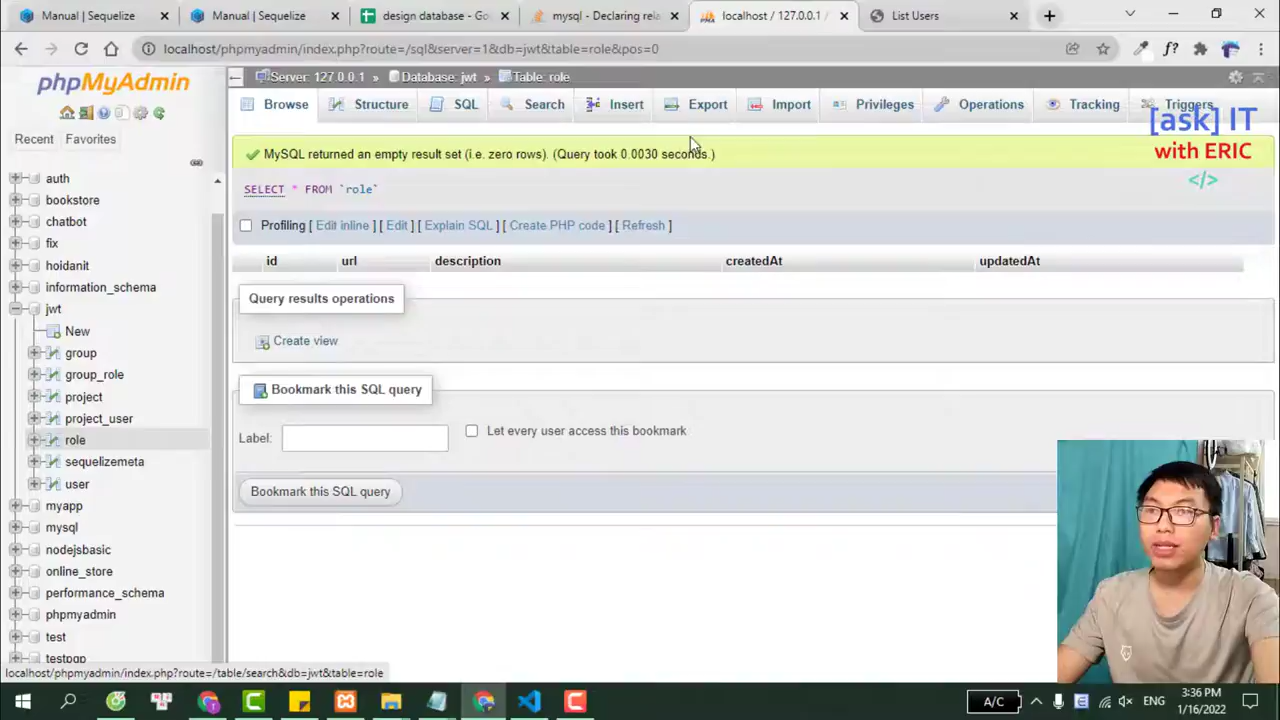 Manual | Sequelize
Manual | Sequelize
design database - Go
mysql - Declaring rela
localhost / 127.0.0.1 /
List Users
localhost/phpmyadmin/index.php?route=/sql&server=1&db=jwt&table=role&pos=0
phpMyAdmin
Recent
Favorites
auth
bookstore
chatbot
fix
hoidanit
information_schema
jwt
New
group
group_role
project
project_user
role
sequelizemeta
user
myapp
mysql
nodejsbasic
online_store
performance_schema
phpmyadmin
test
testpgp
Server: 127.0.0.1 » Database: jwt » Table: role
Browse
Structure
SQL
Search
Insert
Export
Import
Privileges
Operations
Tracking
Triggers
[ask] IT
with ERIC
</>
MySQL returned an empty result set (i.e. zero rows). (Query took 0.0030 seconds.)
SELECT * FROM `role`
Profiling [ Edit inline ] [ Edit ] [ Explain SQL ] [ Create PHP code ] [ Refresh ]
id url description createdAt updatedAt
Query results operations
Create view
Bookmark this SQL query
Label:
Let every user access this bookmark
Bookmark this SQL query
localhost/phpmyadmin/index.php?route=/table/search&db=jwt&table=role
A/C
ENG
3:36 PM
1/16/2022